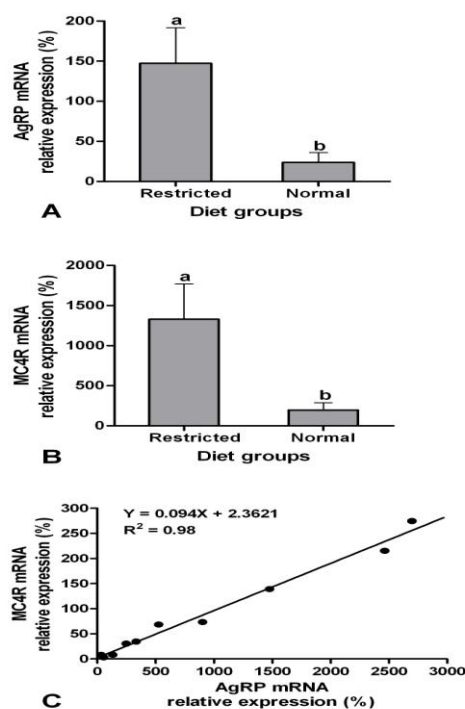 AgRP mRNA
relative expression (%)
200
150
100
50
0
a
b
Restricted
Normal
Diet groups
A
MC4R mRNA
relative expression (%)
2000
1500
1000
500
0
a
b
Restricted
Normal
Diet groups
B
MC4R mRNA
relative expression (%)
300
250
200
150
100
50
0
Y = 0.094X + 2.3621
R² = 0.98
0 500 1000 1500 2000 2500 3000
AgRP mRNA
relative expression (%)
C